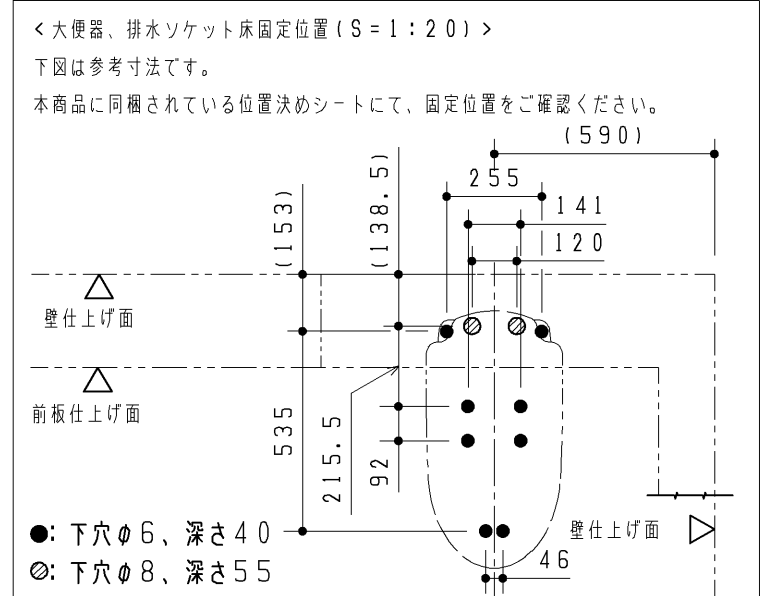 <大便器、排水ソケット床固定位置(S=1:20)>
下図は参考寸法です。
本商品に同梱されている位置決めシートにて、固定位置をご確認ください。
(590)
255
141
120
(153)
(138.5)
壁仕上げ面
前板仕上げ面
535
215.5
92
●: 下穴φ6、深さ40
壁仕上げ面
46
下穴φ8、深さ55